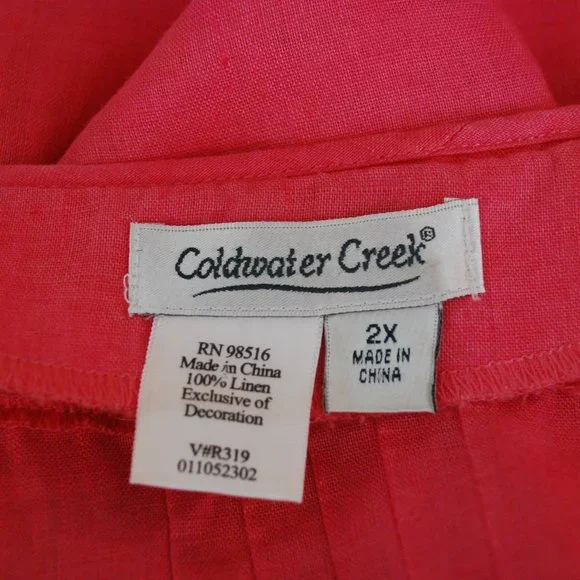 Coldwater Creek®
RN 98516
Made in China
100% Linen
Exclusive of
Decoration
V#R319
011052302
2X
MADE IN
CHINA